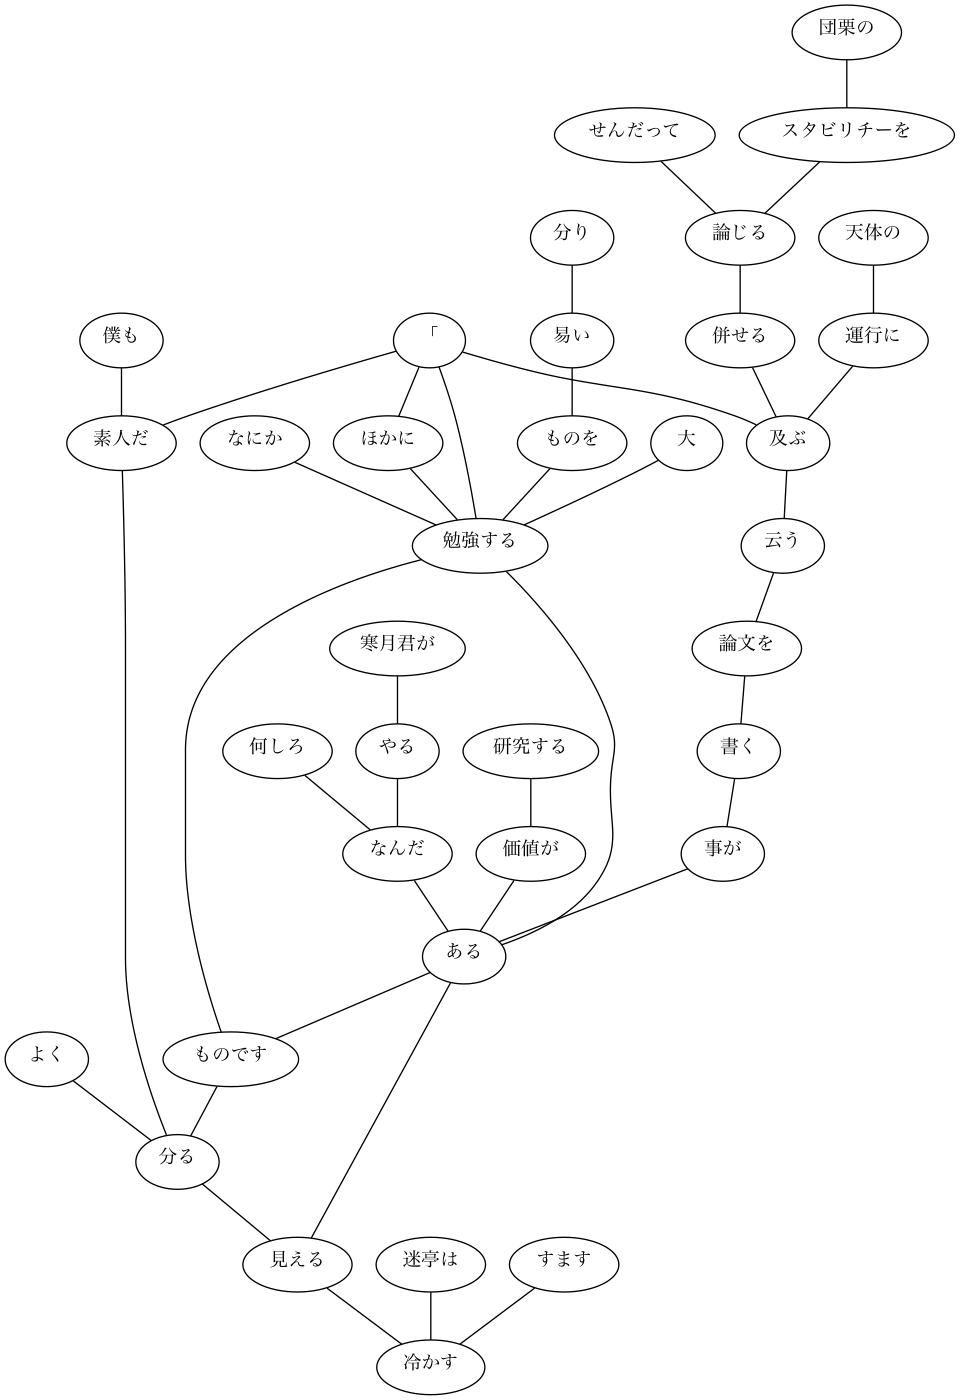 団栗の
せんだって
スタビリチーを
分り
論じる
天体の
僕も
「
易い
併せる
運行に
素人だ
なにか
ほかに
ものを
大
及ぶ
勉強する
云う
寒月君が
論文を
何しろ
やる
研究する
書く
なんだ
価値が
事が
ある
よく
ものです
分る
見える
迷亭は
すます
冷かす